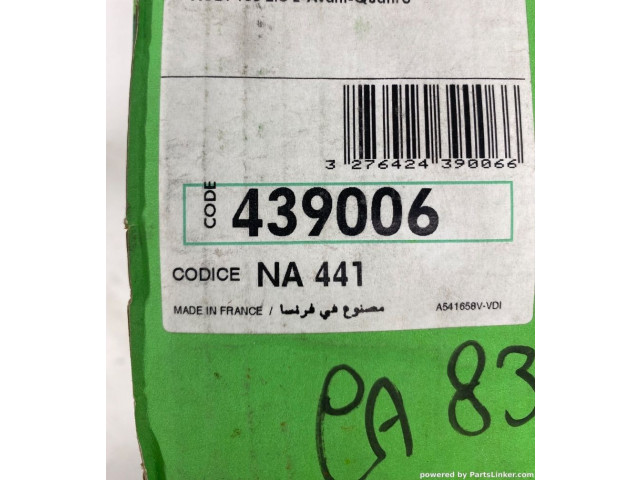 3 276424 390066
CODE 439006
CODICE NA 441
MADE IN FRANCE / مصنوع في فرنسا A541658V-VDI
CA 83
powered by PartsLinker.com